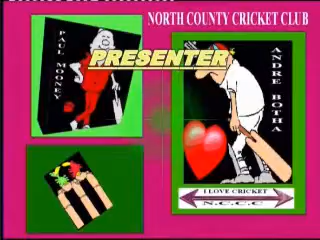 NORTH COUNTY CRICKET CLUB
PAUL MOONEY
PRESENTER
ANDRE BOTHA
I LOVE CRICKET
N.C.C.C